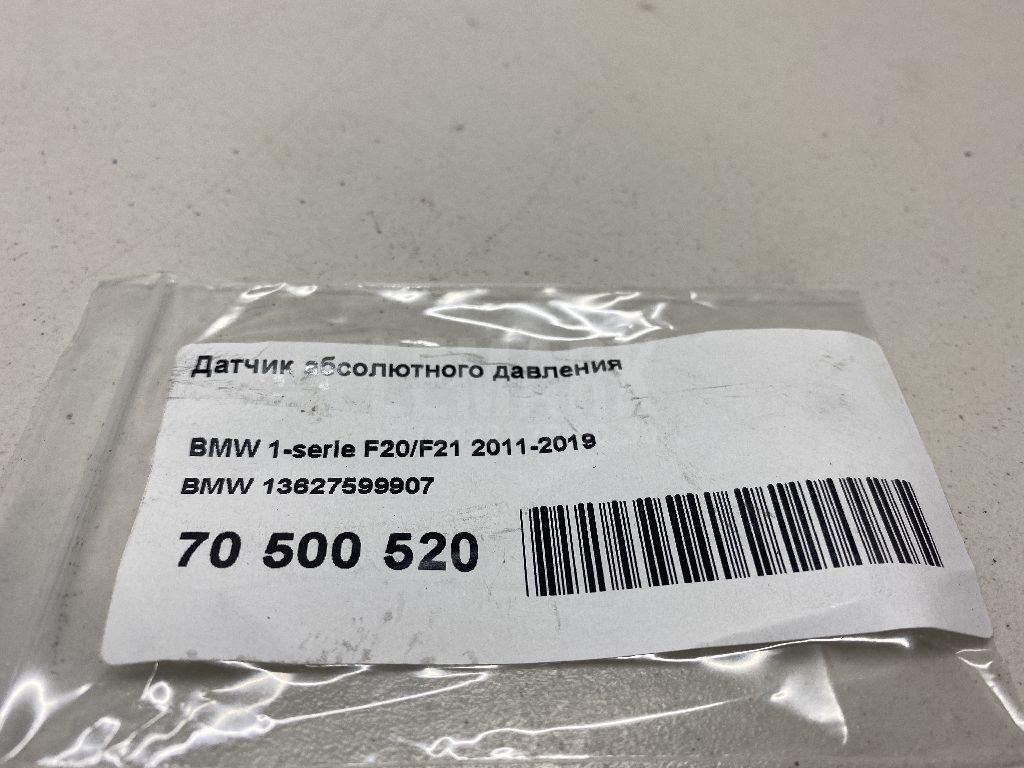 Датчик абсолютного давления
BMW 1-serie F20/F21 2011-2019
BMW 13627599907
70 500 520